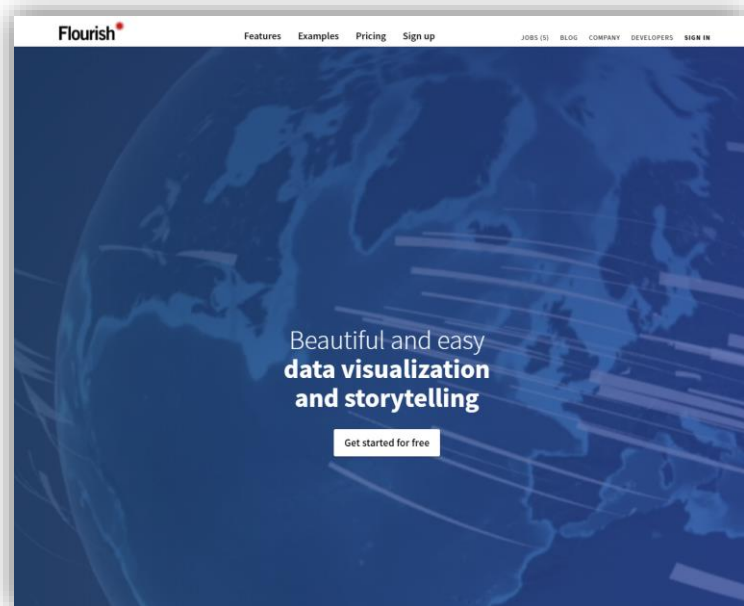 Flourish
Features Examples Pricing Sign up
JOBS (5) BLOG COMPANY DEVELOPERS SIGN IN
Beautiful and easy
data visualization
and storytelling
Get started for free